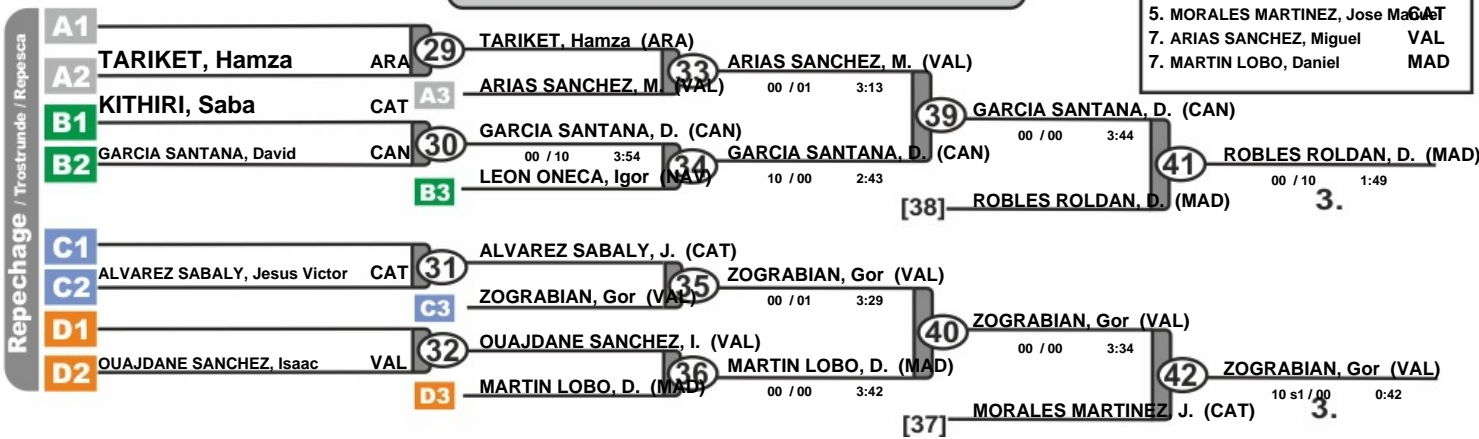 5. MORALES MARTINEZ, Jose Manuel CAT
7. ARIAS SANCHEZ, Miguel VAL
7. MARTIN LOBO, Daniel MAD
Repechage / Trostrunde / Repesca
A1
A2
TARIKET, Hamza ARA
B1
KITHIRI, Saba CAT
B2
GARCIA SANTANA, David CAN
C1
C2
ALVAREZ SABALY, Jesus Victor CAT
D1
D2
OUAJDANE SANCHEZ, Isaac VAL
29
TARIKET, Hamza (ARA)
A3
ARIAS SANCHEZ, M. (VAL)
30
GARCIA SANTANA, D. (CAN)
00 / 10 3:54
B3
LEON ONECA, Igor (NAV)
31
ALVAREZ SABALY, J. (CAT)
C3
ZOGRABIAN, Gor (VAL)
32
OUAJDANE SANCHEZ, I. (VAL)
D3
MARTIN LOBO, D. (MAD)
33
ARIAS SANCHEZ, M. (VAL)
00 / 01 3:13
34
GARCIA SANTANA, D. (CAN)
10 / 00 2:43
35
ZOGRABIAN, Gor (VAL)
00 / 01 3:29
36
MARTIN LOBO, D. (MAD)
00 / 00 3:42
39
GARCIA SANTANA, D. (CAN)
00 / 00 3:44
[38]
ROBLES ROLDAN, D. (MAD)
40
ZOGRABIAN, Gor (VAL)
00 / 00 3:34
[37]
MORALES MARTINEZ, J. (CAT)
41
ROBLES ROLDAN, D. (MAD)
00 / 10 1:49
3.
42
ZOGRABIAN, Gor (VAL)
10 s1 / 00 0:42
3.